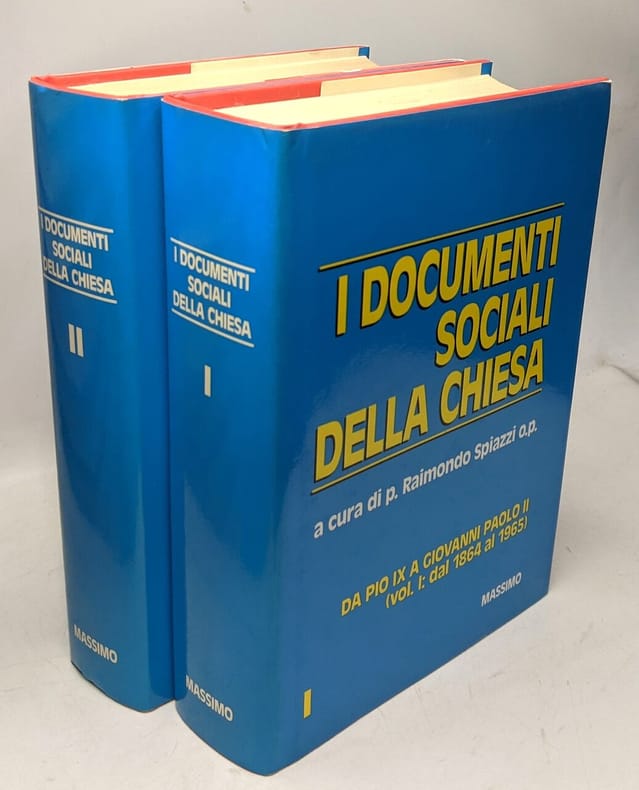 I DOCUMENTI
SOCIALI
DELLA CHIESA
II
MASSIMO
I DOCUMENTI
SOCIALI
DELLA CHIESA
I
MASSIMO
I DOCUMENTI
SOCIALI
DELLA CHIESA
a cura di p. Raimondo Spiazzi o.p.
DA PIO IX A GIOVANNI PAOLO II
(vol. I: dal 1864 al 1965)
MASSIMO
I